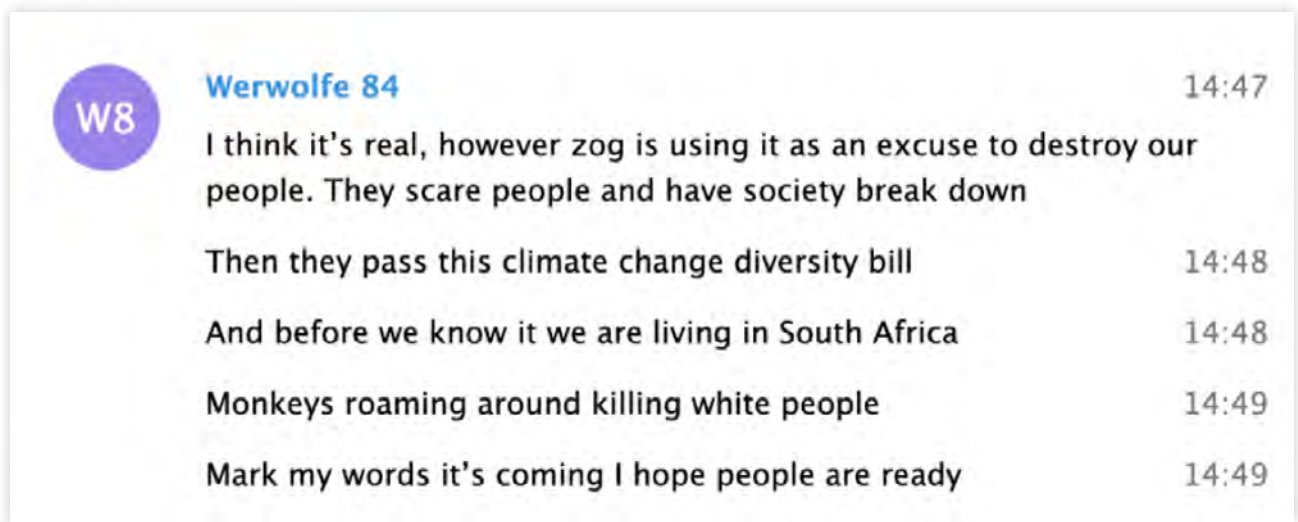 W8
Werwolfe 84 14:47
I think it's real, however zog is using it as an excuse to destroy our
people. They scare people and have society break down
Then they pass this climate change diversity bill 14:48
And before we know it we are living in South Africa 14:48
Monkeys roaming around killing white people 14:49
Mark my words it's coming I hope people are ready 14:49